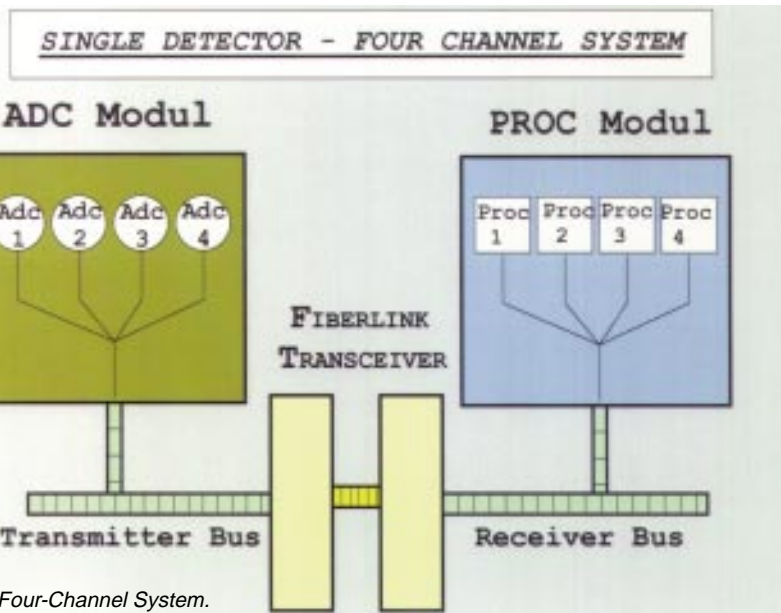 SINGLE DETECTOR - FOUR CHANNEL SYSTEM
ADC Modul
PROC Modul
Adc 1
Adc 2
Adc 3
Adc 4
Proc 1
Proc 2
Proc 3
Proc 4
FIBERLINK
TRANSCEIVER
Transmitter Bus
Receiver Bus
Four-Channel System.